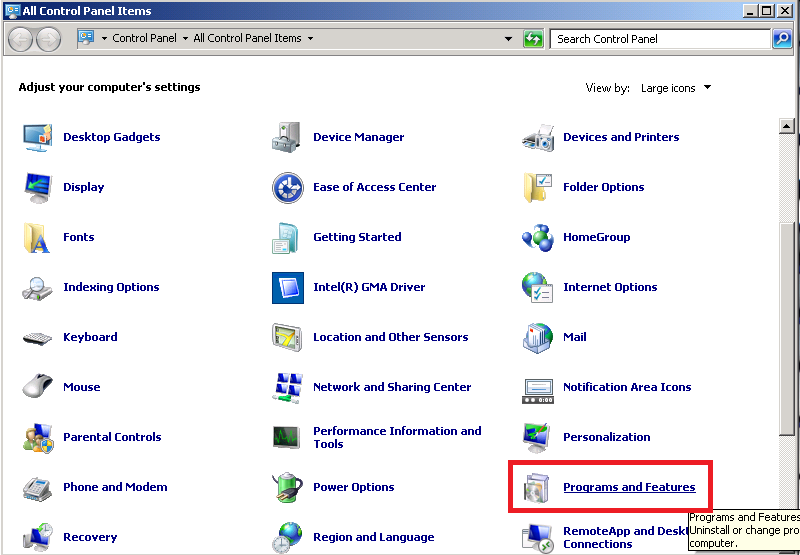 All Control Panel Items
Control Panel All Control Panel Items Search Control Panel
Adjust your computer's settings View by: Large icons
Desktop Gadgets Device Manager Devices and Printers
Display Ease of Access Center Folder Options
Fonts Getting Started HomeGroup
Indexing Options Intel(R) GMA Driver Internet Options
Keyboard Location and Other Sensors Mail
Mouse Network and Sharing Center Notification Area Icons
Parental Controls Performance Information and Tools Personalization
Phone and Modem Power Options Programs and Features
Recovery Region and Language RemoteApp and Desk
Connections
Programs and Features
Uninstall or change pro
computer.